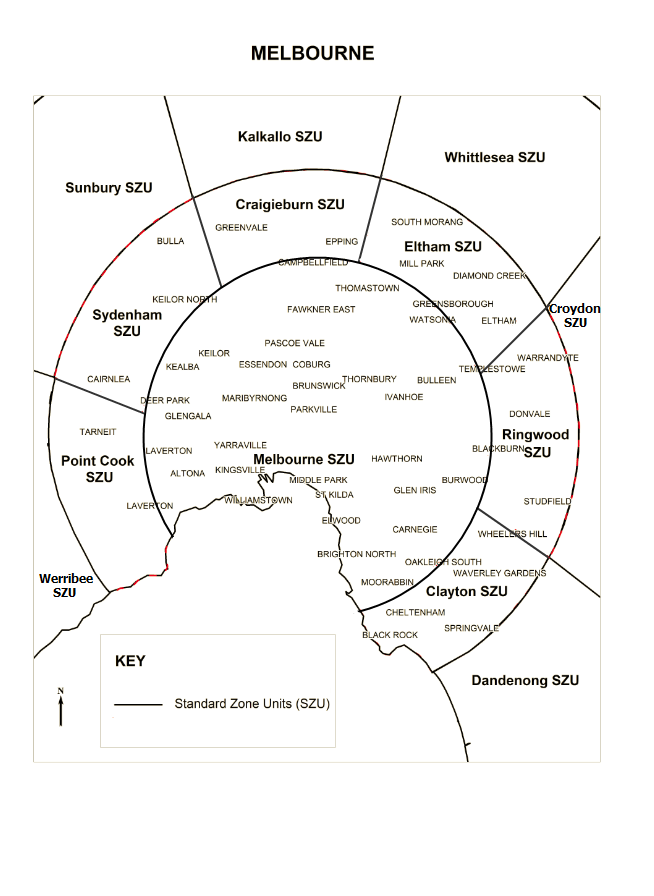 MELBOURNE
Kalkallo SZU
Whittlesea SZU
Sunbury SZU
Craigieburn SZU
SOUTH MORANG
GREENVALE
BULLA
EPPING
Eltham SZU
CAMPBELLFIELD
MILL PARK
DIAMOND CREEK
THOMASTOWN
KEILOR NORTH
GREENSBOROUGH
FAWKNER EAST
Croydon
SZU
Sydenham
SZU
WATSONIA
ELTHAM
PASCOE VALE
KEILOR
WARRANDYTE
KEALBA
ESSENDON
COBURG
TEMPLESTOWE
CAIRNLEA
THORNBURY
BULLEEN
BRUNSWICK
DEER PARK
MARIBYRNONG
IVANHOE
GLENGALA
PARKVILLE
DONVALE
TARNEIT
Ringwood
SZU
YARRAVILLE
LAVERTON
BLACKBURN
Point Cook
SZU
Melbourne SZU
HAWTHORN
ALTONA
KINGSVILLE
MIDDLE PARK
BURWOOD
GLEN IRIS
ST KILDA
WILLIAMSTOWN
STUDFIELD
LAVERTON
ELWOOD
CARNEGIE
WHEELERS HILL
BRIGHTON NORTH
OAKLEIGH SOUTH
WAVERLEY GARDENS
Werribee
SZU
MOORABBIN
Clayton SZU
CHELTENHAM
SPRINGVALE
BLACK ROCK
KEY
Dandenong SZU
N
Standard Zone Units (SZU)